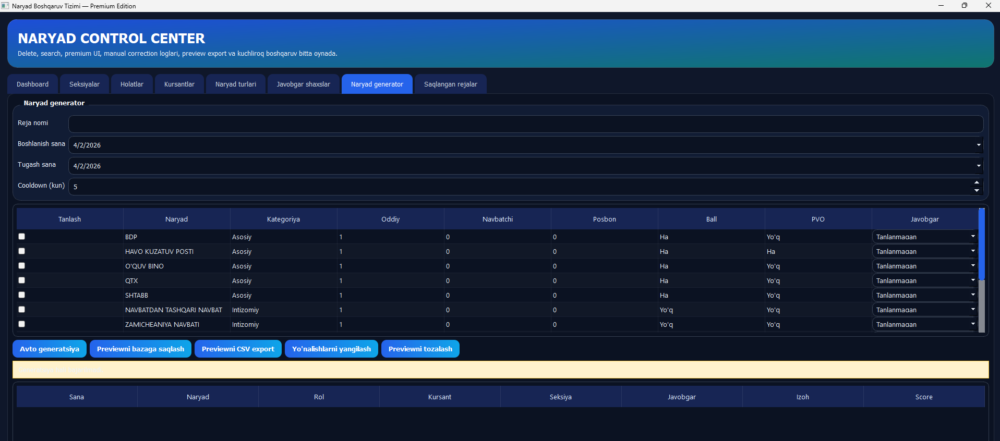 Naryad Boshqaruv Tizimi — Premium Edition
NARYAD CONTROL CENTER
Delete, search, premium UI, manual correction loglari, preview export va kuchliroq boshqaruv bitta oynada.
Dashboard Seksiyalar Holatlar Kursantlar Naryad turlari Javobgar shaxslar Naryad generator Saqlangan rejalar
Naryad generator
Reja nomi
Boshlanish sana 4/2/2026
Tugash sana 4/2/2026
Cooldown (kun) 5
Tanlash Naryad Kategoriya Oddiy Navbatchi Posbon Ball PVO Javobgar
BDP Asosiy 1 0 0 Ha Yo'q Tanlanmagan
HAVO KUZATUV POSTI Asosiy 1 0 0 Ha Ha Tanlanmagan
O'QUV BINO Asosiy 1 0 0 Ha Yo'q Tanlanmagan
QTX Asosiy 1 0 0 Ha Yo'q Tanlanmagan
SHTABB Asosiy 1 0 0 Ha Yo'q Tanlanmagan
NAVBATDAN TASHQARI NAVBAT Intizomiy 1 0 0 Yo'q Yo'q Tanlanmagan
ZAMICHEANIYA NAVBATI Intizomiy 1 0 0 Yo'q Yo'q Tanlanmagan
Avto generatsiya Previewni bazaga saqlash Previewni CSV export Yo'nalishlarni yangilash Previewni tozalash
Sana Naryad Rol Kursant Seksiya Javobgar Izoh Score